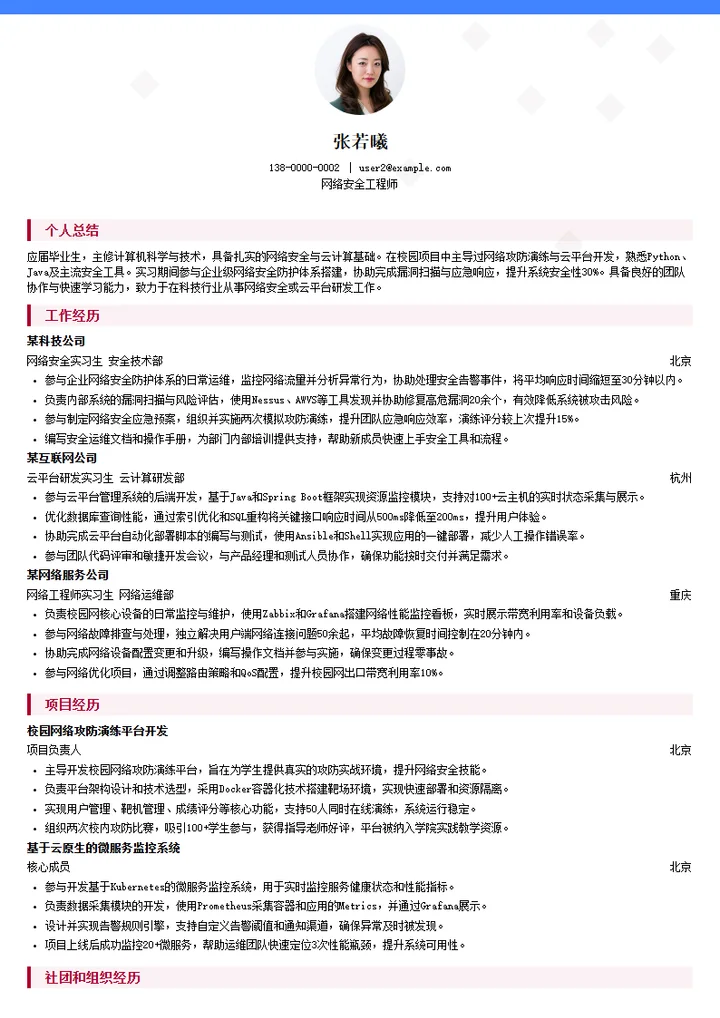 张若曦
138-0000-0002 | user2@example.com
网络安全工程师
个人总结
应届毕业生，主修计算机科学与技术，具备扎实的网络安全与云计算基础。在校园项目中主导过网络攻防演练与云平台开发，熟悉Python、
Java及主流安全工具。实习期间参与企业级网络安全防护体系搭建，协助完成漏洞扫描与应急响应，提升系统安全性30%。具备良好的团队
协作与快速学习能力，致力于在科技行业从事网络安全或云平台研发工作。
工作经历
某科技公司
网络安全实习生 安全技术部 北京
• 参与企业网络安全防护体系的日常运维，监控网络流量并分析异常行为，协助处理安全告警事件，将平均响应时间缩短至30分钟以内。
• 负责内部系统的漏洞扫描与风险评估，使用Nessus、AWVS等工具发现并协助修复高危漏洞20余个，有效降低系统被攻击风险。
• 参与制定网络安全应急预案，组织并实施两次模拟攻防演练，提升团队应急响应效率，演练评分较上次提升15%。
• 编写安全运维文档和操作手册，为部门内部培训提供支持，帮助新成员快速上手安全工具和流程。
某互联网公司
云平台研发实习生 云计算研发部 杭州
• 参与云平台管理系统的后端开发，基于Java和Spring Boot框架实现资源监控模块，支持对100+云主机的实时状态采集与展示。
• 优化数据库查询性能，通过索引优化和SQL重构将关键接口响应时间从500ms降低至200ms，提升用户体验。
• 协助完成云平台自动化部署脚本的编写与测试，使用Ansible和Shell实现应用的一键部署，减少人工操作错误率。
• 参与团队代码评审和敏捷开发会议，与产品经理和测试人员协作，确保功能按时交付并满足需求。
某网络服务公司
网络工程师实习生 网络运维部 重庆
• 负责校园网核心设备的日常监控与维护，使用Zabbix和Grafana搭建网络性能监控看板，实时展示带宽利用率和设备负载。
• 参与网络故障排查与处理，独立解决用户端网络连接问题50余起，平均故障恢复时间控制在20分钟内。
• 协助完成网络设备配置变更和升级，编写操作文档并参与实施，确保变更过程零事故。
• 参与网络优化项目，通过调整路由策略和QoS配置，提升校园网出口带宽利用率10%。
项目经历
校园网络攻防演练平台开发
项目负责人 北京
• 主导开发校园网络攻防演练平台，旨在为学生提供真实的攻防实战环境，提升网络安全技能。
• 负责平台架构设计和技术选型，采用Docker容器化技术搭建靶场环境，实现快速部署和资源隔离。
• 实现用户管理、靶机管理、成绩评分等核心功能，支持50人同时在线演练，系统运行稳定。
• 组织两次校内攻防比赛，吸引100+学生参与，获得指导老师好评，平台被纳入学院实践教学资源。
基于云原生的微服务监控系统
核心成员 北京
• 参与开发基于Kubernetes的微服务监控系统，用于实时监控服务健康状态和性能指标。
• 负责数据采集模块的开发，使用Prometheus采集容器和应用的Metrics，并通过Grafana展示。
• 设计并实现告警规则引擎，支持自定义告警阈值和通知渠道，确保异常及时被发现。
• 项目上线后成功监控20+微服务，帮助运维团队快速定位3次性能瓶颈，提升系统可用性。
社团和组织经历